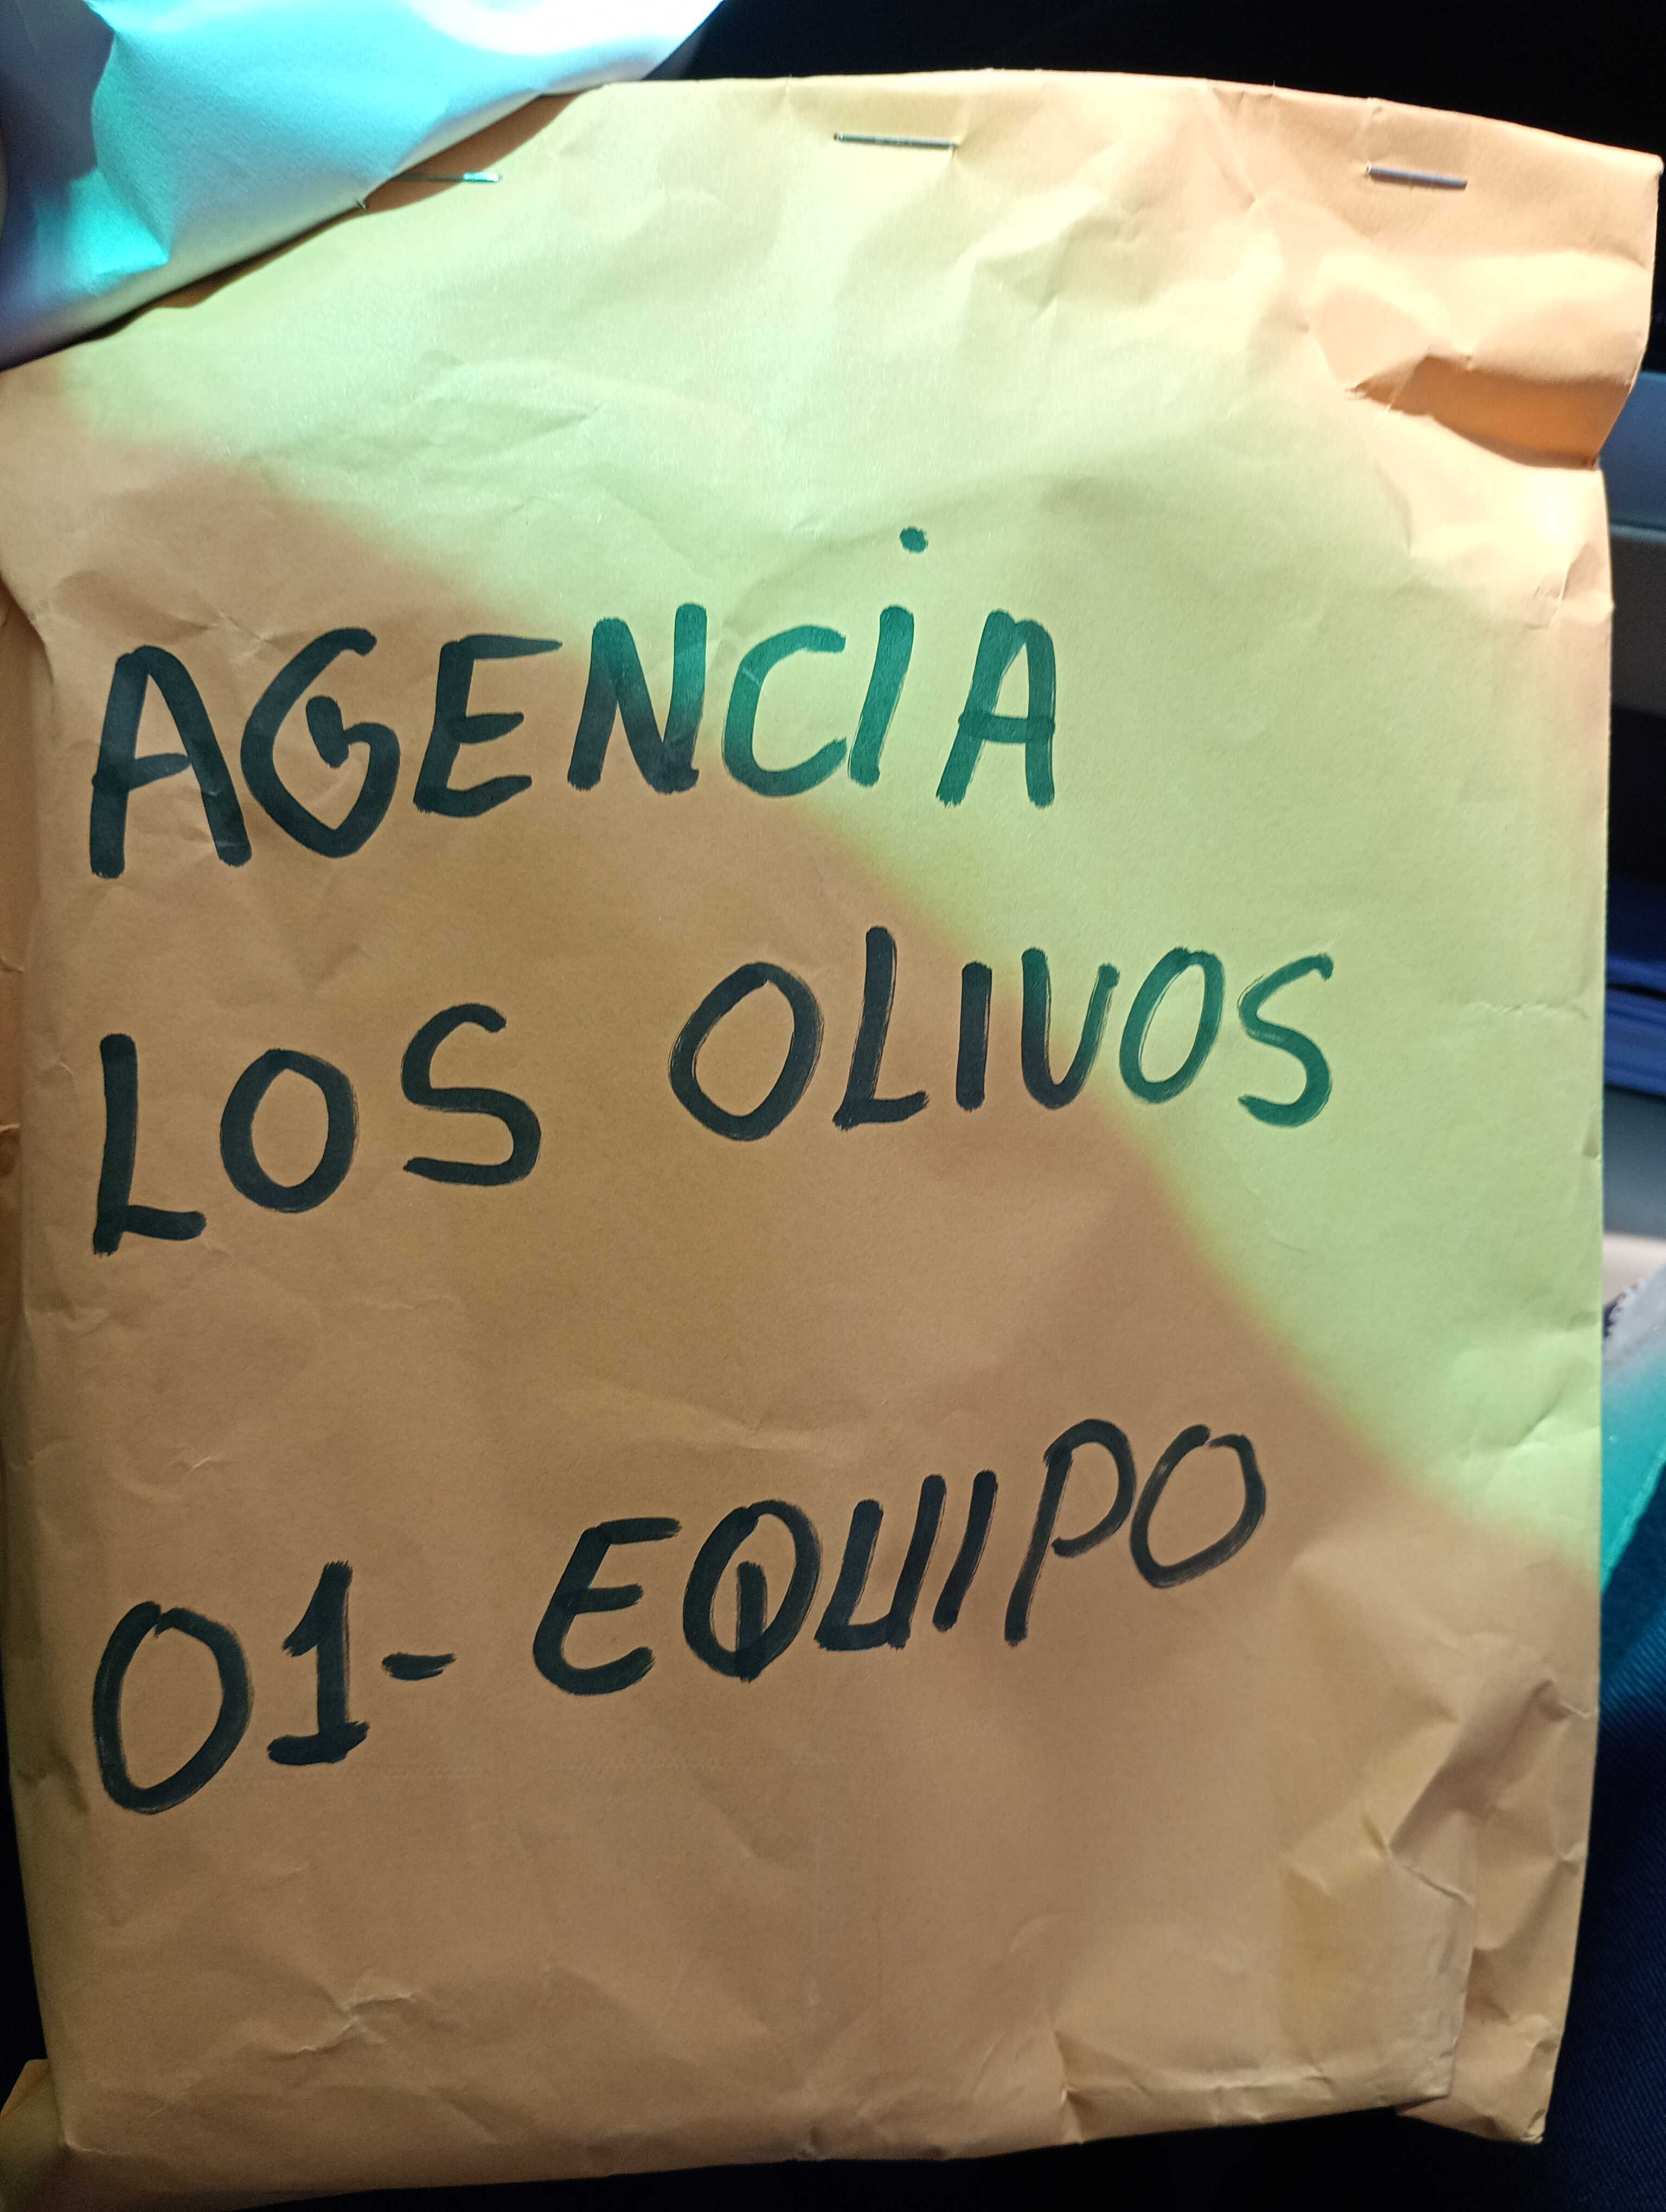 AGENCIA
LOS OLIVOS
01- EQUIPO